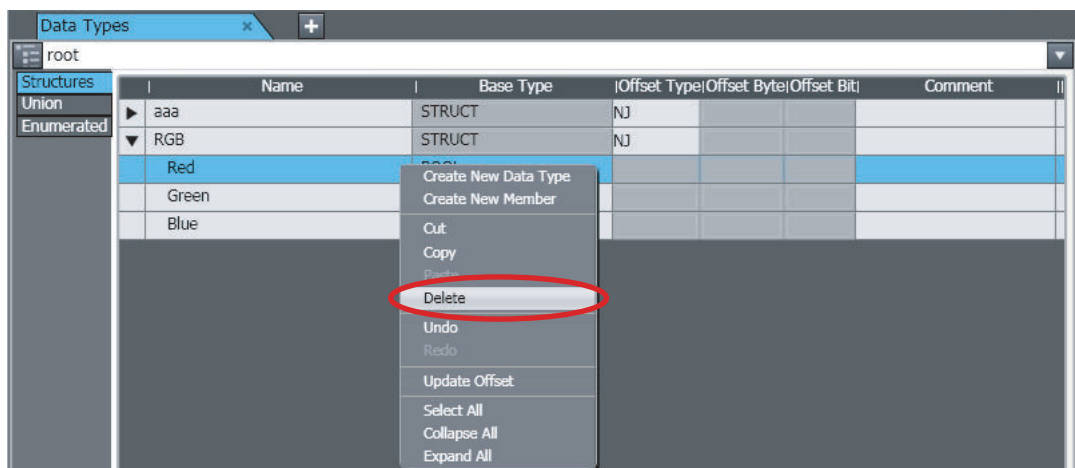 Data Types × +
root
Structures
Union
Enumerated
Name Base Type Offset Type Offset Byte Offset Bit Comment
aaa STRUCT NJ
RGB STRUCT NJ
Red BOOL
Green
Blue
Create New Data Type
Create New Member
Cut
Copy
Paste
Delete
Undo
Redo
Update Offset
Select All
Collapse All
Expand All